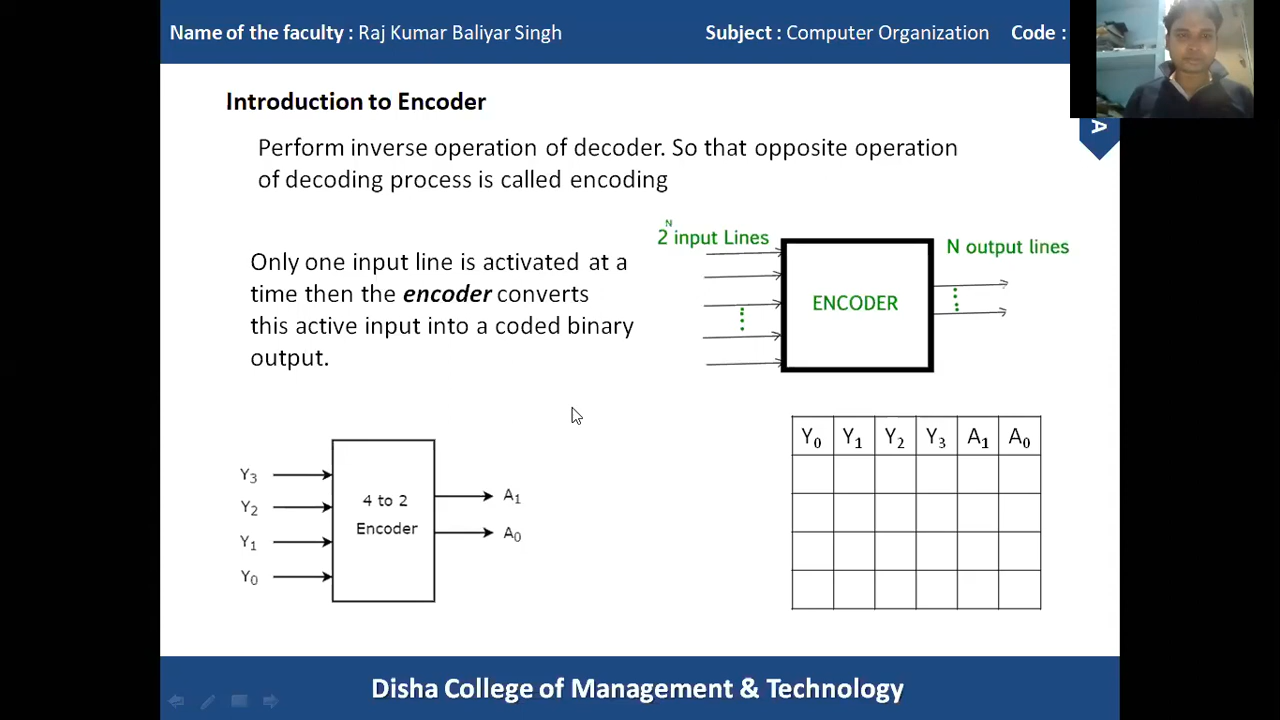 Name of the faculty : Raj Kumar Baliyar Singh Subject : Computer Organization Code :
A
Introduction to Encoder
Perform inverse operation of decoder. So that opposite operation
of decoding process is called encoding
2^N input Lines
N output lines
ENCODER
Only one input line is activated at a
time then the encoder converts
this active input into a coded binary
output.
Y3
Y2
Y1
Y0
4 to 2
Encoder
A1
A0
Y0 Y1 Y2 Y3 A1 A0
Disha College of Management & Technology